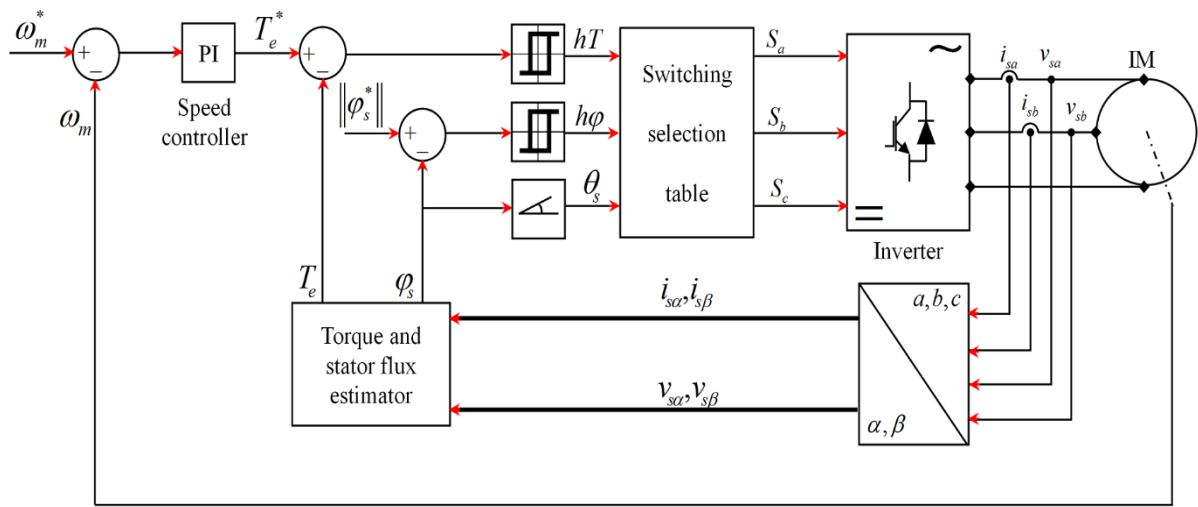 ω*m
T*e
PI
Speed
controller
ωm
‖φ*s‖
hT
hφ
θs
Switching
selection
table
Sa
Sb
Sc
Inverter
isa
vsa
IM
isb
vsb
Te
φs
Torque and
stator flux
estimator
isα, isβ
vsα, vsβ
a, b, c
α, β